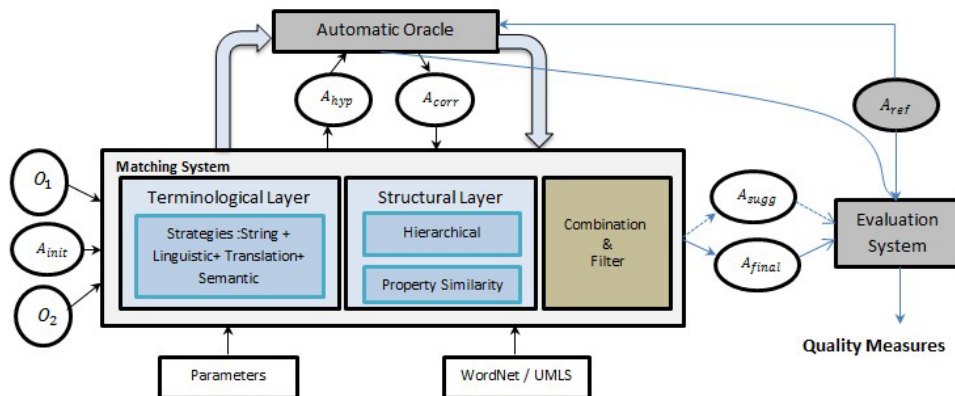 Automatic Oracle
A_hyp
A_corr
A_ref
Matching System
O_1
Terminological Layer
Structural Layer
Strategies :String +
Linguistic+ Translation+
Semantic
Hierarchical
Property Similarity
Combination
&
Filter
A_init
O_2
A_sugg
A_final
Evaluation
System
Quality Measures
Parameters
WordNet / UMLS